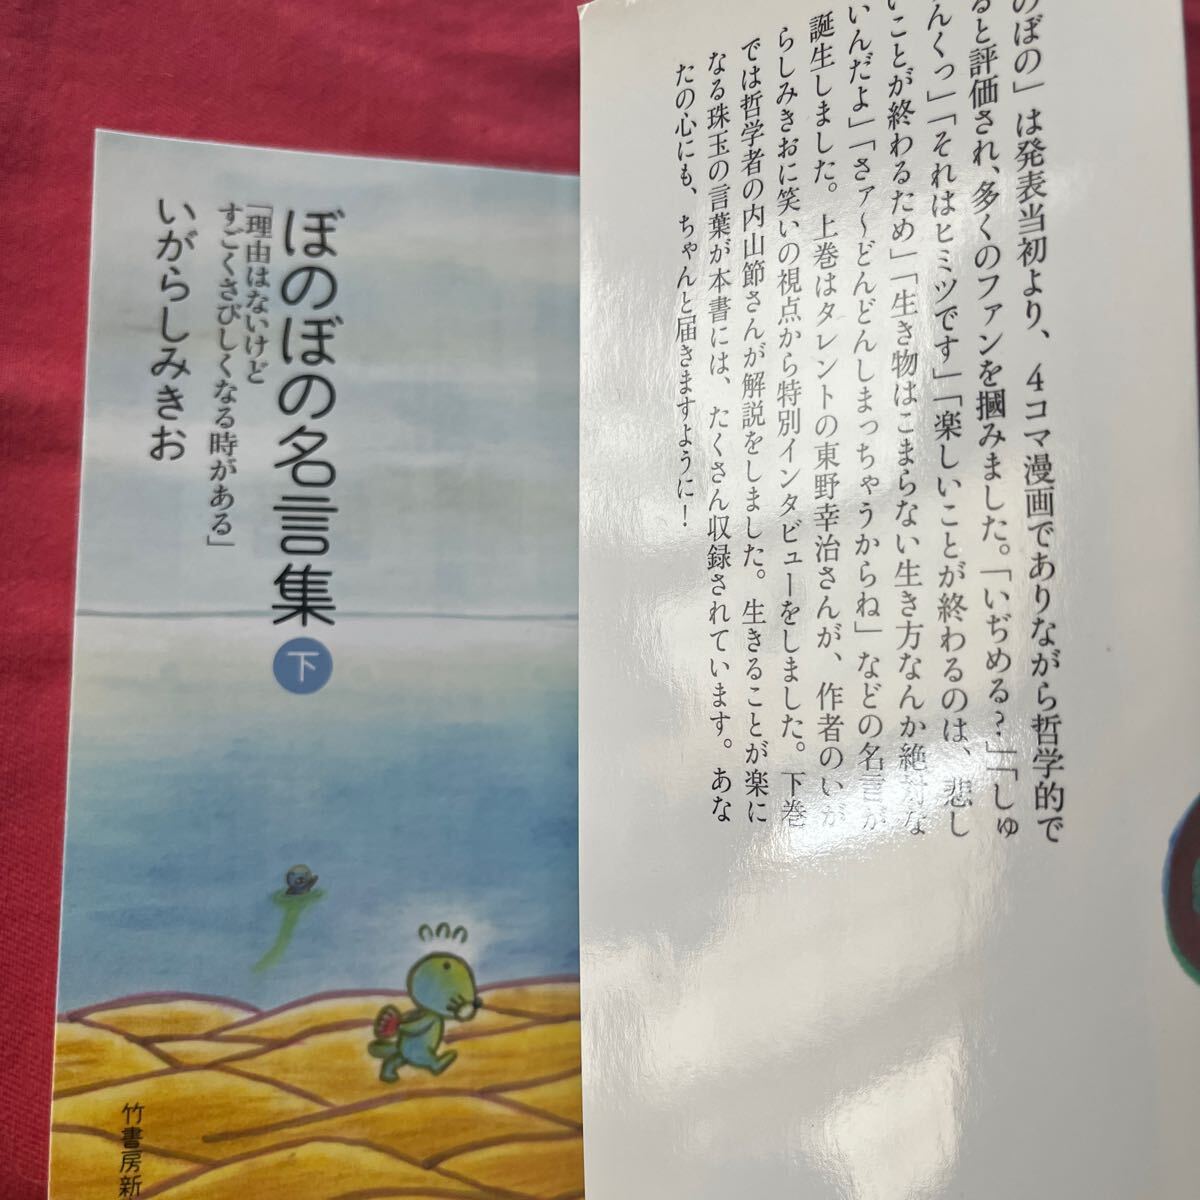 ぼのぼの名言集 下
「理由はないけど
すごくさびしくなる時がある」
いがらしみきお
竹書房新
のぼの」は発表当初より、4コマ漫画でありながら哲学的で
ると評価され、多くのファンを摑みました。「いぢめる?」「しゅ
んくっ」「それはヒミツです」「楽しいことが終わるのは、悲し
いことが終わるため」「生き物はこまらない生き方なんか絶対な
いんだよ」「さァ〜どんどんしまっちゃうからね」などの名言が
誕生しました。上巻はタレントの東野幸治さんが、作者のいが
らしみきおに笑いの視点から特別インタビューをしました。下巻
では哲学者の内山節さんが解説をしました。生きることが楽に
なる珠玉の言葉が本書には、たくさん収録されています。あな
たの心にも、ちゃんと届きますように!